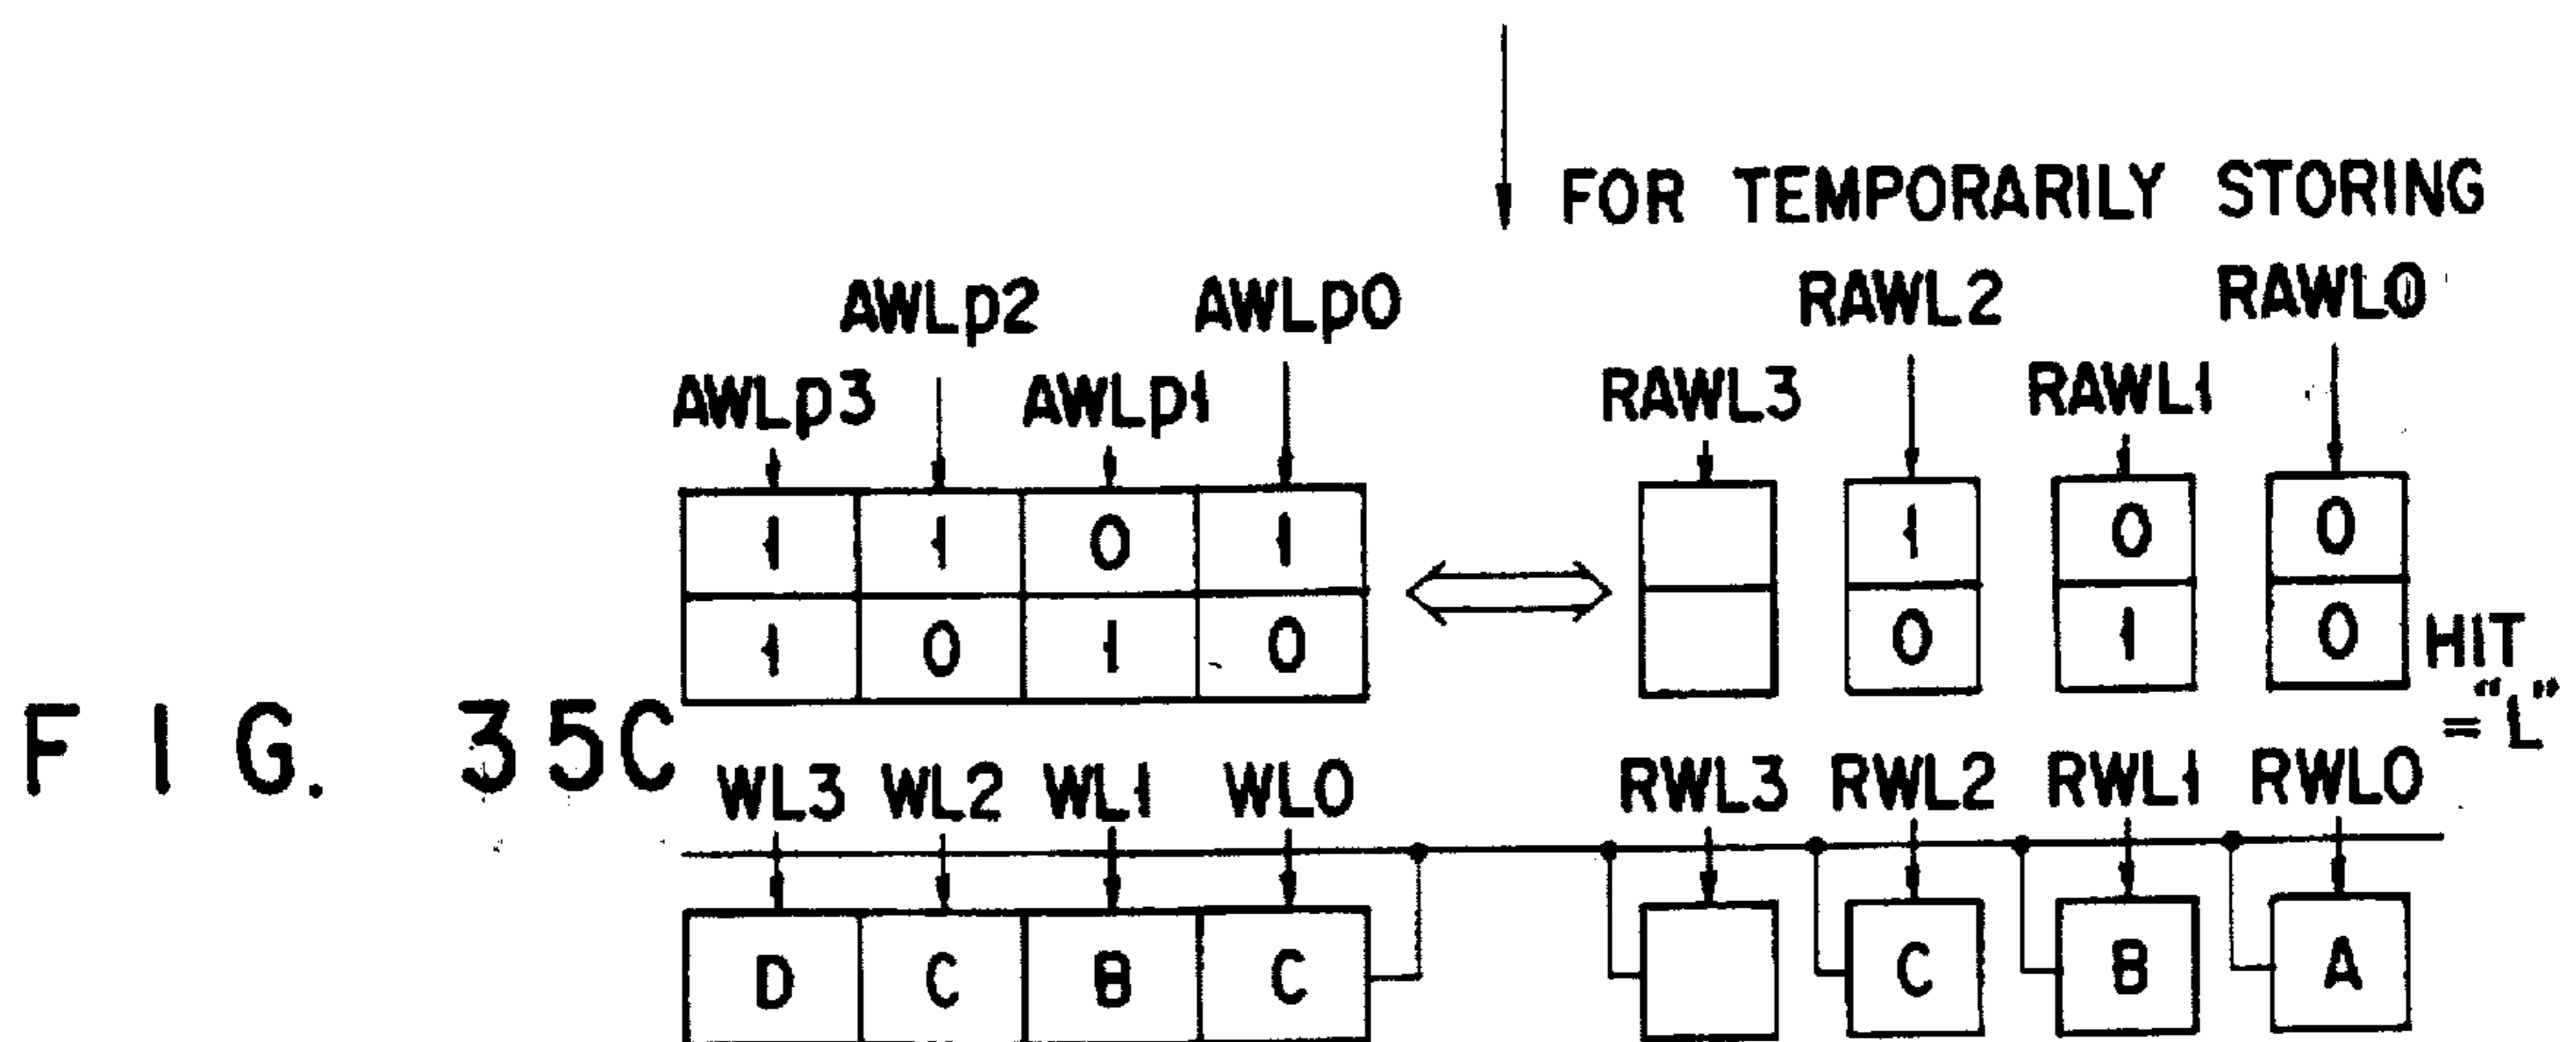 FOR TEMPORARILY STORING
AWLp2 AWLp0 RAWL2 RAWL0
AWLp3 AWLp1 RAWL3 RAWL1
1 1 0 1 1 0 0
1 0 1 0 0 1 0
HIT
="L"
FIG. 35C
WL3 WL2 WL1 WL0 RWL3 RWL2 RWL1 RWL0
D C B C C B A